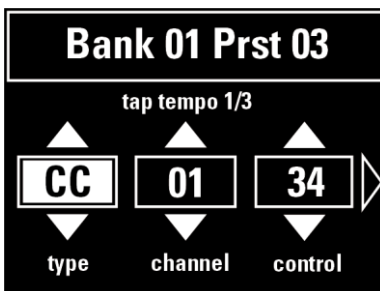 Bank 01 Prst 03
tap tempo 1/3
CC 01 34
type channel control